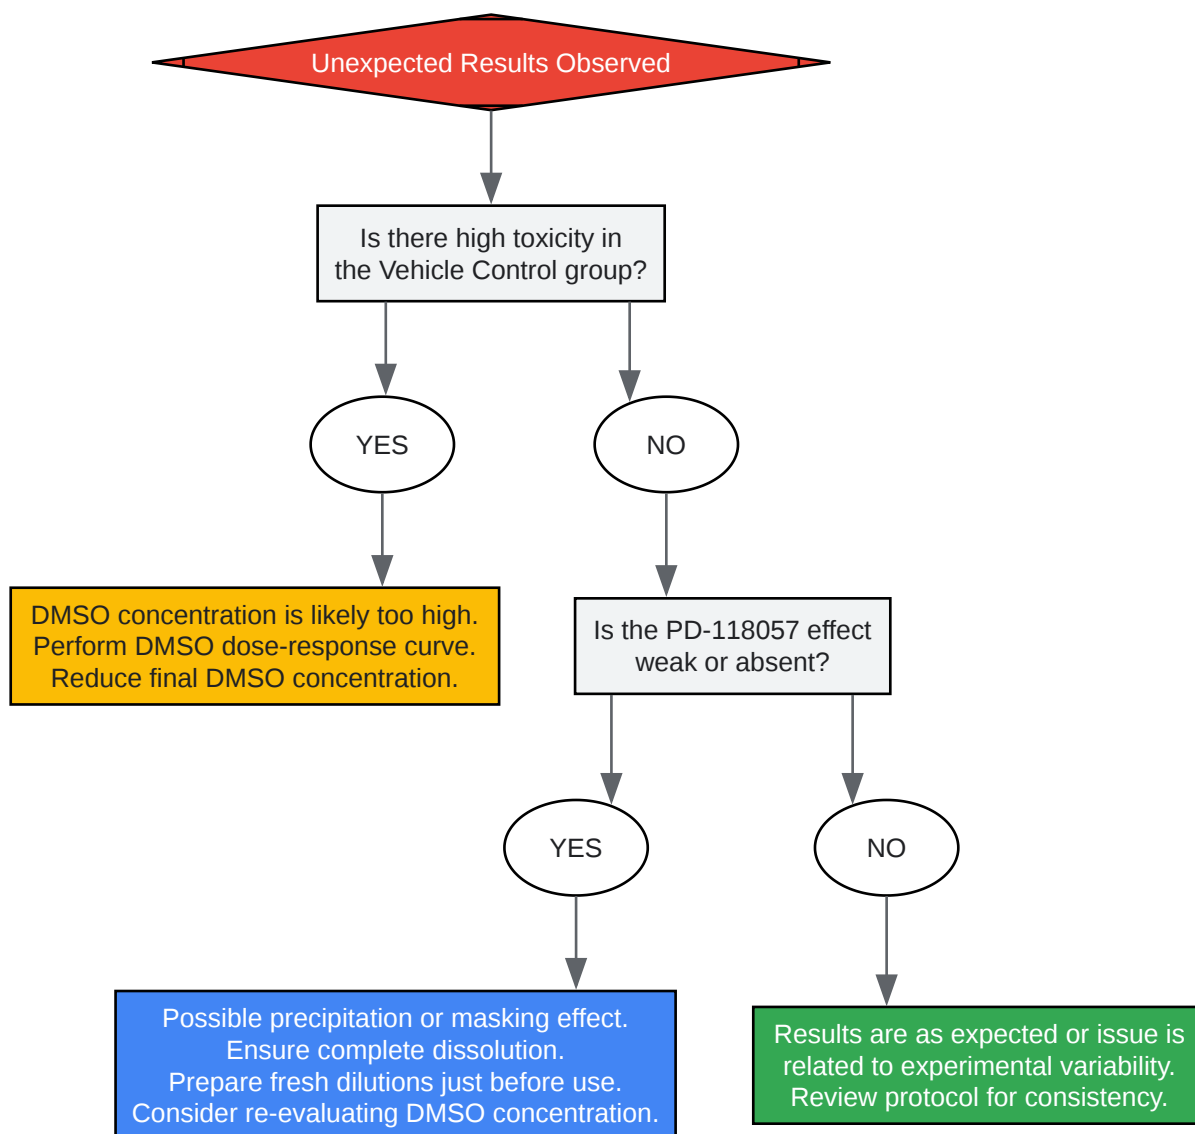 Unexpected Results Observed
Is there high toxicity in
the Vehicle Control group?
YES
NO
DMSO concentration is likely too high.
Perform DMSO dose-response curve.
Reduce final DMSO concentration.
Is the PD-118057 effect
weak or absent?
YES
NO
Possible precipitation or masking effect.
Ensure complete dissolution.
Prepare fresh dilutions just before use.
Consider re-evaluating DMSO concentration.
Results are as expected or issue is
related to experimental variability.
Review protocol for consistency.